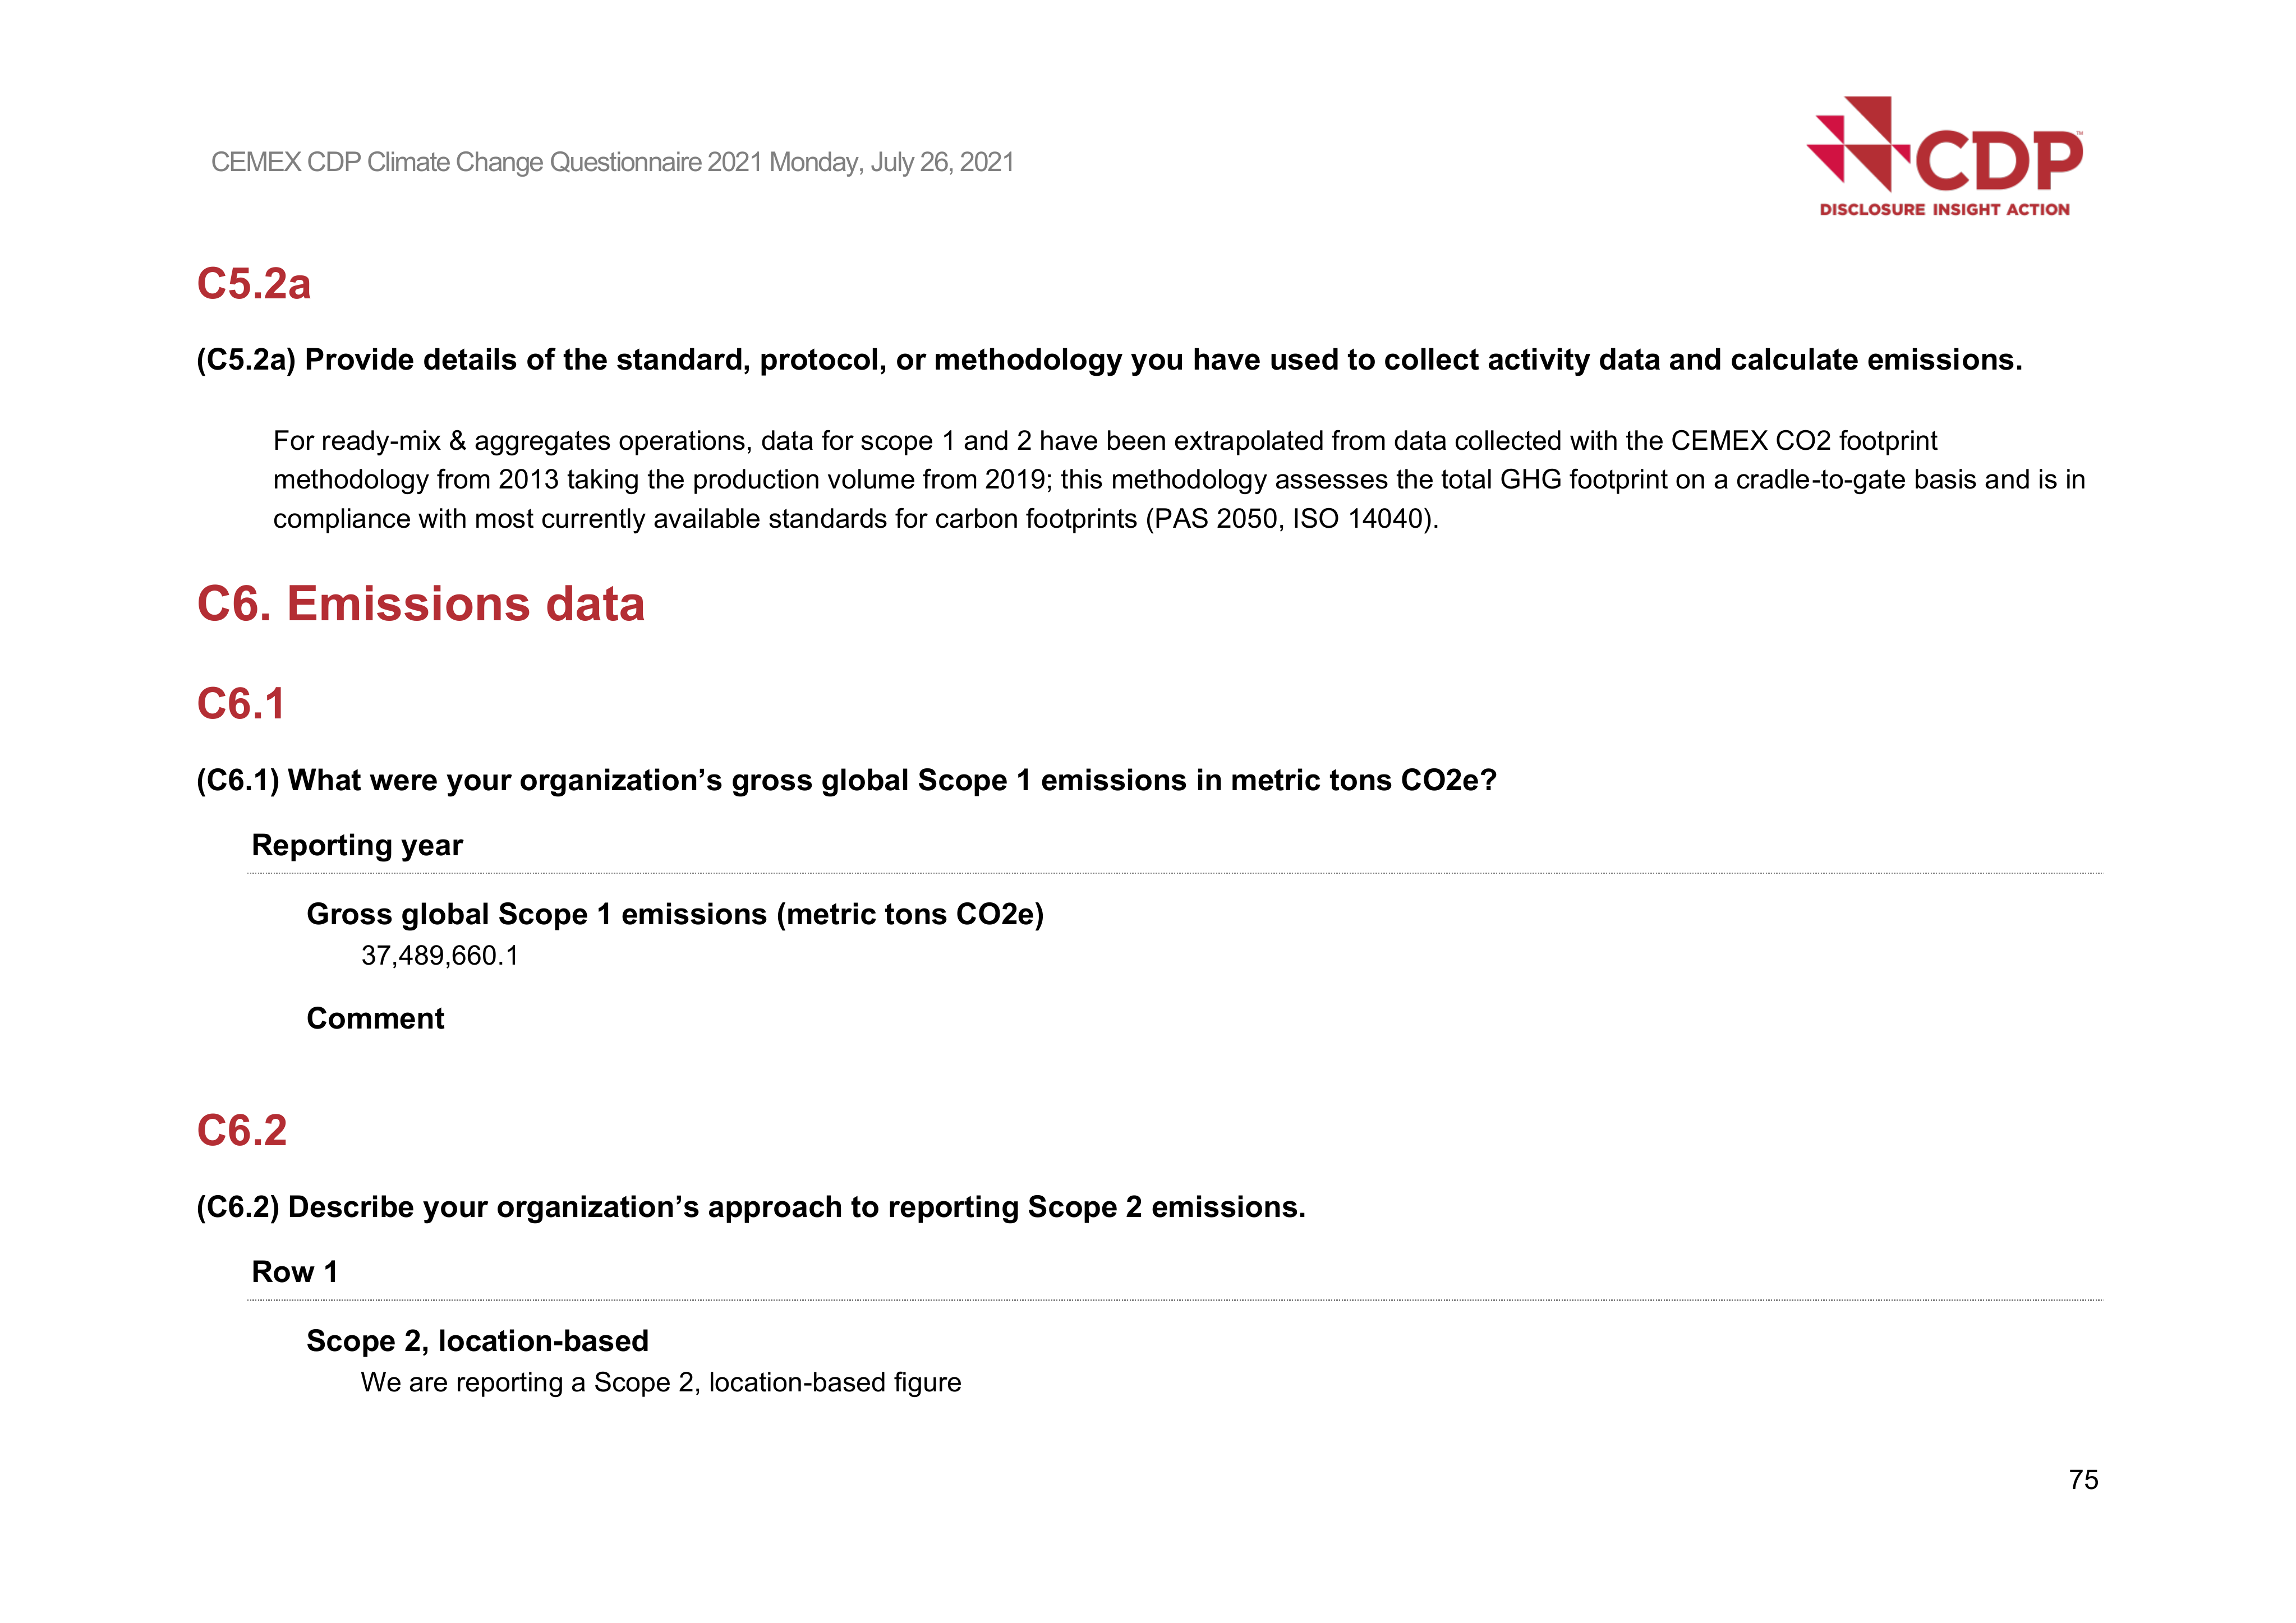 CEMEX CDP Climate Change Questionnaire 2021 Monday, July 26, 2021
CDP™
DISCLOSURE INSIGHT ACTION
C5.2a
(C5.2a) Provide details of the standard, protocol, or methodology you have used to collect activity data and calculate emissions.
For ready-mix & aggregates operations, data for scope 1 and 2 have been extrapolated from data collected with the CEMEX CO2 footprint
methodology from 2013 taking the production volume from 2019; this methodology assesses the total GHG footprint on a cradle-to-gate basis and is in
compliance with most currently available standards for carbon footprints (PAS 2050, ISO 14040).
C6. Emissions data
C6.1
(C6.1) What were your organization’s gross global Scope 1 emissions in metric tons CO2e?
Reporting year
Gross global Scope 1 emissions (metric tons CO2e)
37,489,660.1
Comment
C6.2
(C6.2) Describe your organization’s approach to reporting Scope 2 emissions.
Row 1
Scope 2, location-based
We are reporting a Scope 2, location-based figure
75